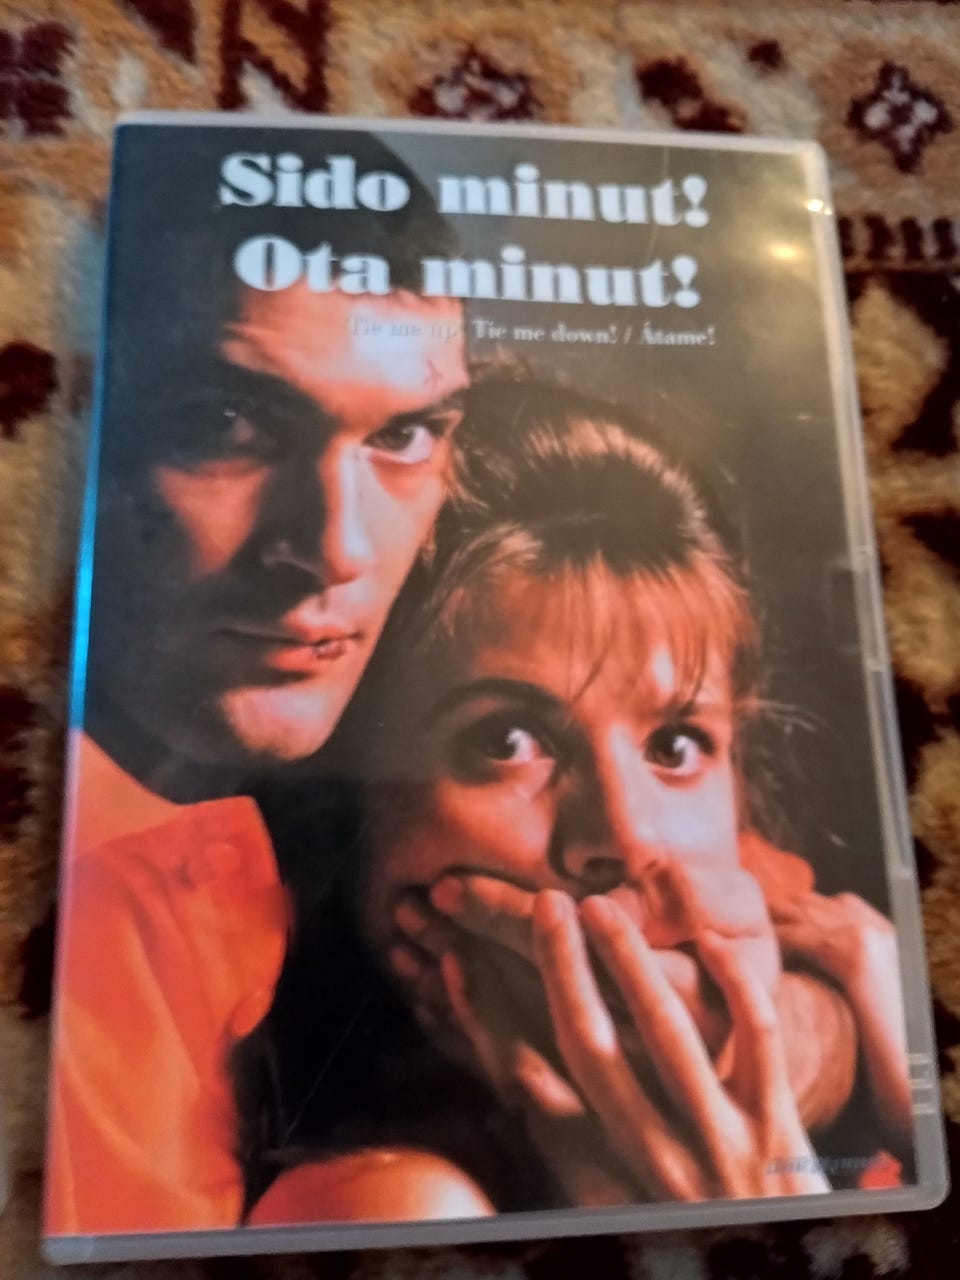 Sido minut!
Ota minut!
Tie me up! Tie me down! / Átame!